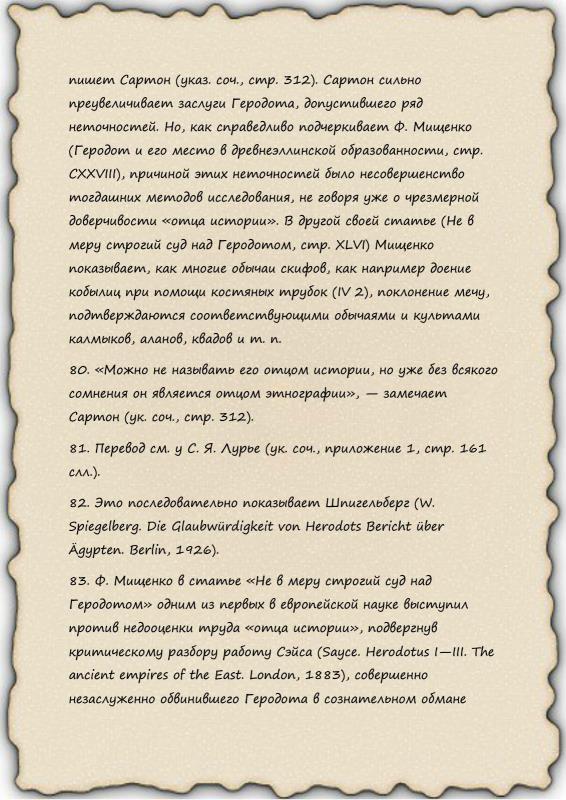 пишет Сартон (указ. соч., стр. 312). Сартон сильно
преувеличивает заслуги Геродота, допустившего ряд
неточностей. Но, как справедливо подчеркивает Ф. Мищенко
(Геродот и его место в древнеэллинской образованности, стр.
CXXVIII), причиной этих неточностей было несовершенство
тогдашних методов исследования, не говоря уже о чрезмерной
доверчивости «отца истории». В другой своей статье (Не в
меру строгий суд над Геродотом, стр. XLVI) Мищенко
показывает, как многие обычаи скифов, как например доение
кобылиц при помощи костяных трубок (IV 2), поклонение мечу,
подтверждаются соответствующими обычаями и культами
калмыков, аланов, квадов и т. п.
80. «Можно не называть его отцом истории, но уже без всякого
сомнения он является отцом этнографии», — замечает
Сартон (ук. соч., стр. 312).
81. Перевод см. у С. Я. Лурье (ук. соч., приложение 1, стр. 161
слл.).
82. Это последовательно показывает Шпигельберг (W.
Spiegelberg. Die Glaubwürdigkeit von Herodots Bericht über
Ägypten. Berlin, 1926).
83. Ф. Мищенко в статье «Не в меру строгий суд над
Геродотом» одним из первых в европейской науке выступил
против недооценки труда «отца истории», подвергнув
критическому разбору работу Сэйса (Sayce. Herodotus I—III. The
ancient empires of the East. London, 1883), совершенно
незаслуженно обвинившего Геродота в сознательном обмане